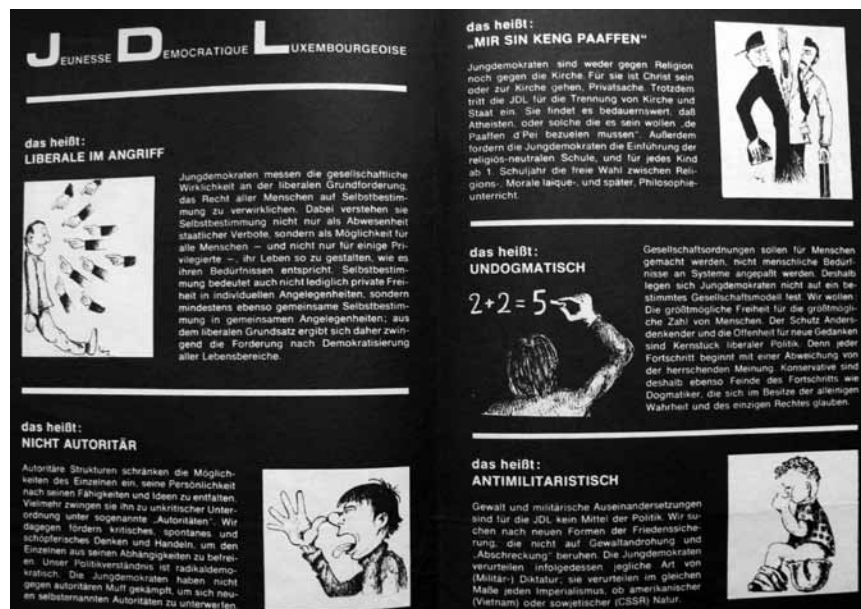 JEUNESSE DEMOCRATIQUE LUXEMBOURGEOISE
das heißt:
LIBERALE IM ANGRIFF
Jungdemokraten messen die gesellschaftliche
Wirklichkeit an der liberalen Grundforderung,
das Recht aller Menschen auf Selbstbestim-
mung zu verwirklichen. Dabei verstehen sie
Selbstbestimmung nicht nur als Abwesenheit
staatlicher Verbote, sondern als Möglichkeit für
alle Menschen — und nicht nur für einige Pri-
vilegierte —, ihr Leben so zu gestalten, wie es
ihren Bedürfnissen entspricht. Selbstbestim-
mung bedeutet auch nicht lediglich private Frei-
heit in individuellen Angelegenheiten, sondern
mindestens ebenso gemeinsame Selbstbestim-
mung in gemeinsamen Angelegenheiten; aus
dem liberalen Grundsatz ergibt sich daher zwin-
gend die Forderung nach Demokratisierung
aller Lebensbereiche.
das heißt:
NICHT AUTORITÄR
Autoritäre Strukturen schränken die Möglich-
keiten des Einzelnen ein, seine Persönlichkeit
nach seinen Fähigkeiten und Ideen zu entfalten.
Vielmehr zwingen sie ihn zu unkritischer Unter-
ordnung unter sogenannte „Autoritäten“. Wir
dagegen fördern kritisches, spontanes und
schöpferisches Denken und Handeln, um den
Einzelnen aus seinen Abhängigkeiten zu befrei-
en. Unser Politikverständnis ist radikaldemo-
kratisch. Die Jungdemokraten haben nicht
gegen autoritären Muff gekämpft, um sich neu-
en selbsternannten Autoritäten zu unterwerfen.
das heißt:
„MIR SIN KENG PAAFFEN“
Jungdemokraten sind weder gegen Religion
noch gegen die Kirche. Für sie ist Christ sein
oder zur Kirche gehen, Privatsache. Trotzdem
tritt die JDL für die Trennung von Kirche und
Staat ein. Sie findet es bedauernswert, daß
Atheisten, oder solche die es sein wollen „de
Paaffen d'Pei bezuelen mussen“. Außerdem
fordern die Jungdemokraten die Einführung der
religiös-neutralen Schule, und für jedes Kind
ab 1. Schuljahr die freie Wahl zwischen Reli-
gions-, Morale laïque-, und später, Philosophie-
unterricht.
das heißt:
UNDOGMATISCH
2+2=5
Gesellschaftsordnungen sollen für Menschen
gemacht werden, nicht menschliche Bedürf-
nisse an Systeme angepaßt werden. Deshalb
legen sich Jungdemokraten nicht auf ein be-
stimmtes Gesellschaftsmodell fest. Wir wollen:
Die größtmögliche Freiheit für die größtmögli-
che Zahl von Menschen. Der Schutz Anders-
denkender und die Offenheit für neue Gedanken
sind Kernstück liberaler Politik. Denn jeder
Fortschritt beginnt mit einer Abweichung von
der herrschenden Meinung. Konservative sind
deshalb ebenso Feinde des Fortschritts wie
Dogmatiker, die sich im Besitze der alleinigen
Wahrheit und des einzigen Rechtes glauben.
das heißt:
ANTIMILITARISTISCH
Gewalt und militärische Auseinandersetzungen
sind für die JDL kein Mittel der Politik. Wir su-
chen nach neuen Formen der Friedenssiche-
rung, die nicht auf Gewaltandrohung und
„Abschreckung“ beruhen. Die Jungdemokraten
verurteilen infolgedessen jegliche Art von
(Militär-) Diktatur; sie verurteilen im gleichen
Maße jeden Imperialismus, ob amerikanischer
(Vietnam) oder sowjetischer (CSSR) Natur.